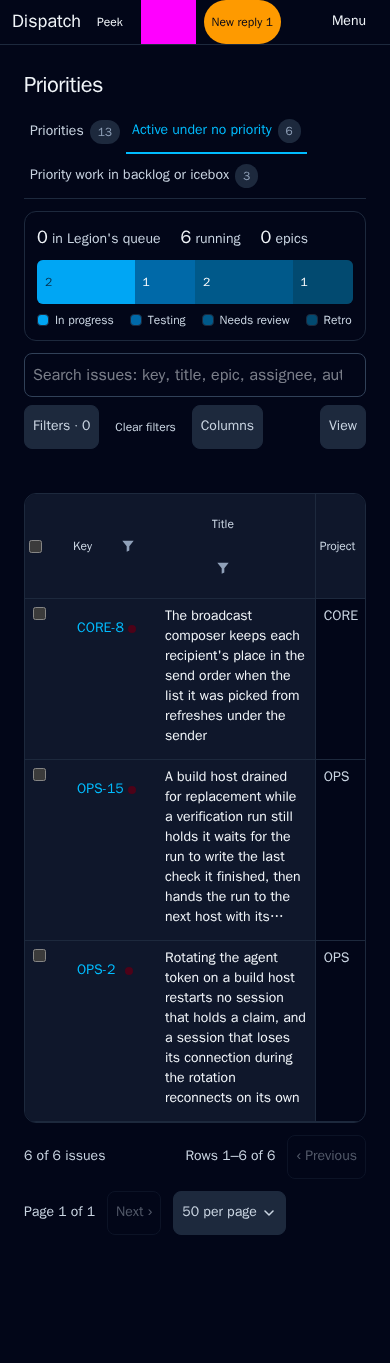 Dispatch Peek New reply 1 Menu
Priorities
Priorities 13 Active under no priority 6
Priority work in backlog or icebox 3
0 in Legion's queue 6 running 0 epics
2 1 2 1
In progress Testing Needs review Retro
Search issues: key, title, epic, assignee, aut
Filters · 0 Clear filters Columns View
Title
Key Project
CORE-8 The broadcast CORE
composer keeps each
recipient's place in the
send order when the
list it was picked from
refreshes under the
sender
OPS-15 A build host drained OPS
for replacement while
a verification run still
holds it waits for the
run to write the last
check it finished, then
hands the run to the
next host with its…
OPS-2 Rotating the agent OPS
token on a build host
restarts no session
that holds a claim, and
a session that loses
its connection during
the rotation
reconnects on its own
6 of 6 issues Rows 1–6 of 6 ‹ Previous
Page 1 of 1 Next › 50 per page